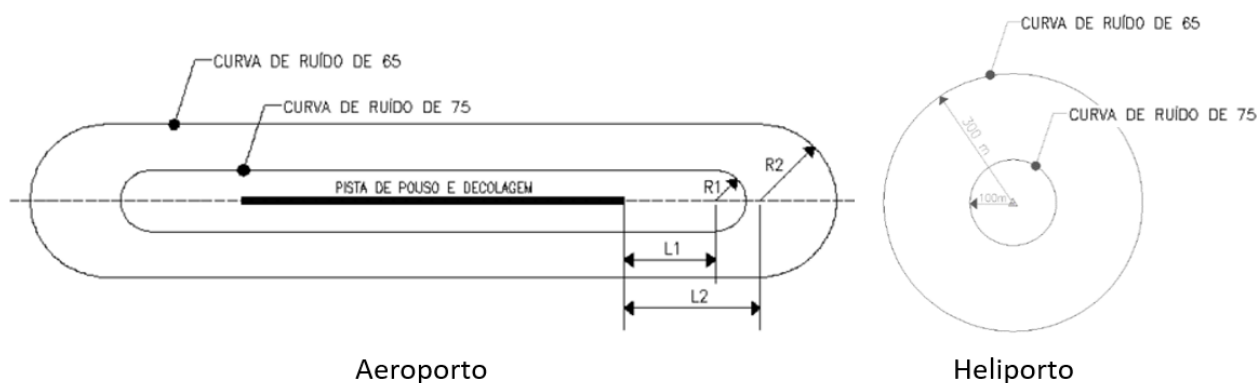 CURVA DE RUÍDO DE 65
CURVA DE RUÍDO DE 75
PISTA DE POUSO E DECOLAGEM
R1
R2
L1
L2
Aeroporto
CURVA DE RUÍDO DE 65
CURVA DE RUÍDO DE 75
300 m
100m
Heliporto